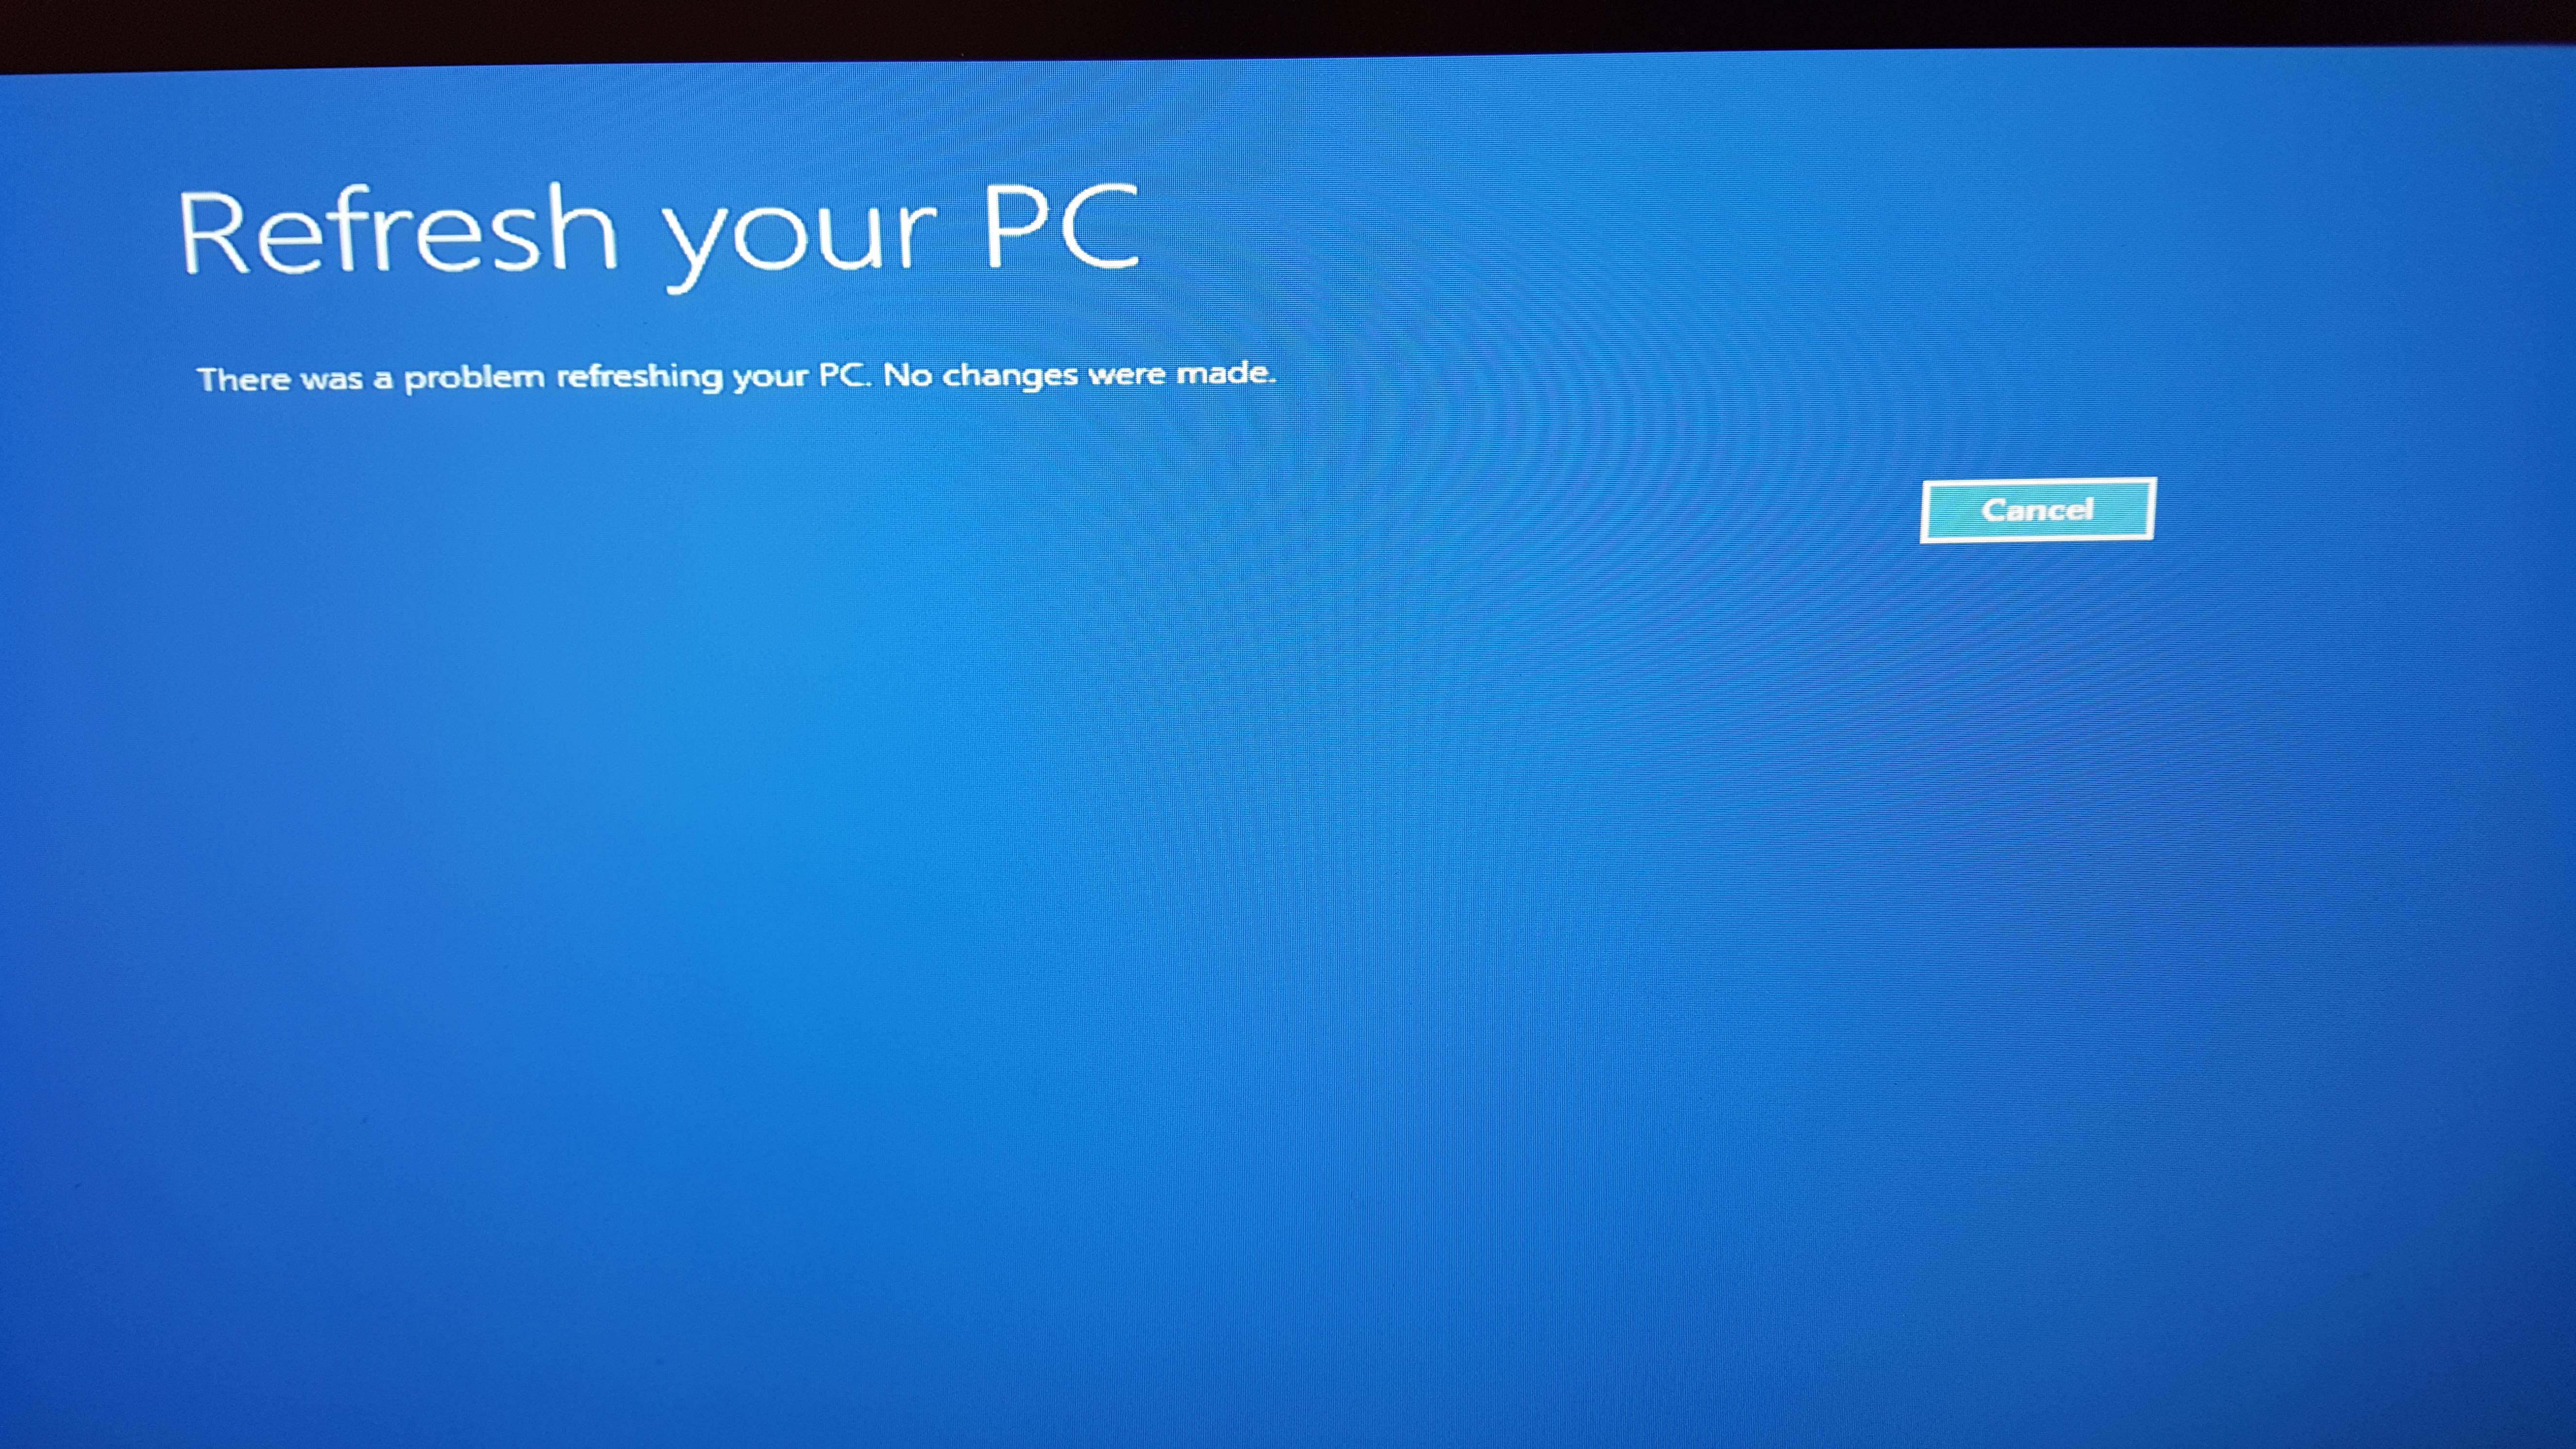 Refresh your PC
There was a problem refreshing your PC. No changes were made.
Cancel